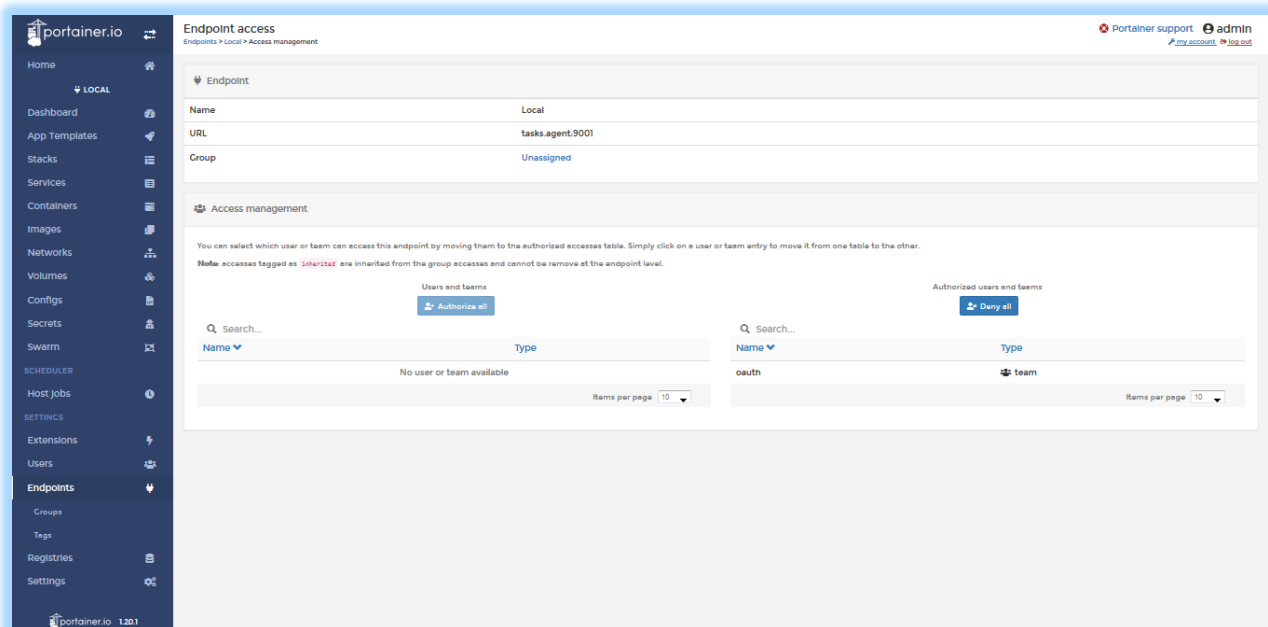 portainer.io
Home
LOCAL
Dashboard
App Templates
Stacks
Services
Containers
Images
Networks
Volumes
Configs
Secrets
Swarm
SCHEDULER
Host jobs
SETTINGS
Extensions
Users
Endpoints
Groups
Tags
Registries
Settings
portainer.io 1.20.1
Endpoint access
Endpoints > Local > Access management
Portainer support admin
my account log out
Endpoint
Name Local
URL tasks.agent:9001
Group Unassigned
Access management
You can select which user or team can access this endpoint by moving them to the authorized accesses table. Simply click on a user or team entry to move it from one table to the other.
Note: accesses tagged as inherited are inherited from the group accesses and cannot be remove at the endpoint level.
Users and teams
Authorize all
Search...
Name Type
No user or team available
Items per page 10
Authorized users and teams
Deny all
Search...
Name Type
oauth team
Items per page 10